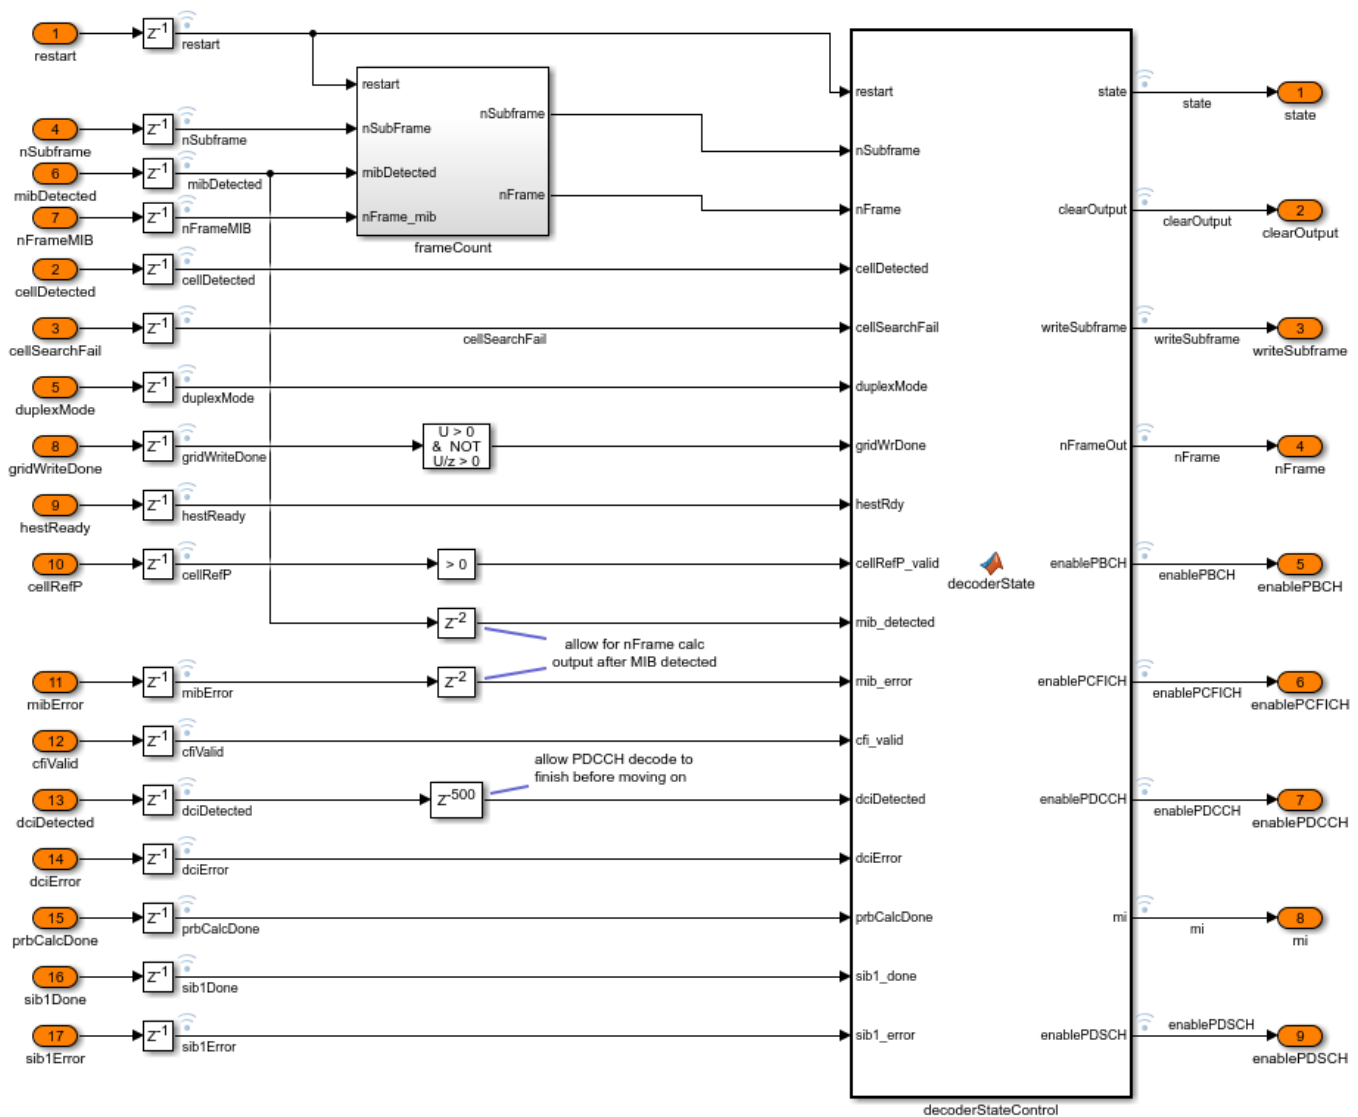 1
restart
Z-1
restart
4
nSubframe
Z-1
nSubframe
6
mibDetected
Z-1
mibDetected
7
nFrameMIB
Z-1
nFrameMIB
restart
nSubFrame
mibDetected
nFrame_mib
nSubframe
nFrame
frameCount
2
cellDetected
Z-1
cellDetected
3
cellSearchFail
Z-1
cellSearchFail
5
duplexMode
Z-1
duplexMode
8
gridWriteDone
Z-1
gridWriteDone
U > 0
& NOT
U/z > 0
9
hestReady
Z-1
hestReady
10
cellRefP
Z-1
cellRefP
> 0
Z-2
allow for nFrame calc
output after MIB detected
11
mibError
Z-1
mibError
Z-2
12
cfiValid
Z-1
cfiValid
13
dciDetected
Z-1
dciDetected
Z-500
allow PDCCH decode to
finish before moving on
14
dciError
Z-1
dciError
15
prbCalcDone
Z-1
prbCalcDone
16
sib1Done
Z-1
sib1Done
17
sib1Error
Z-1
sib1Error
restart
nSubframe
nFrame
cellDetected
cellSearchFail
duplexMode
gridWrDone
hestRdy
cellRefP_valid
mib_detected
mib_error
cfi_valid
dciDetected
dciError
prbCalcDone
sib1_done
sib1_error
decoderState
state
clearOutput
writeSubframe
nFrameOut
enablePBCH
enablePCFICH
enablePDCCH
mi
enablePDSCH
decoderStateControl
state
1
state
clearOutput
2
clearOutput
writeSubframe
3
writeSubframe
nFrame
4
nFrame
enablePBCH
5
enablePBCH
enablePCFICH
6
enablePCFICH
enablePDCCH
7
enablePDCCH
mi
8
mi
enablePDSCH
9
enablePDSCH